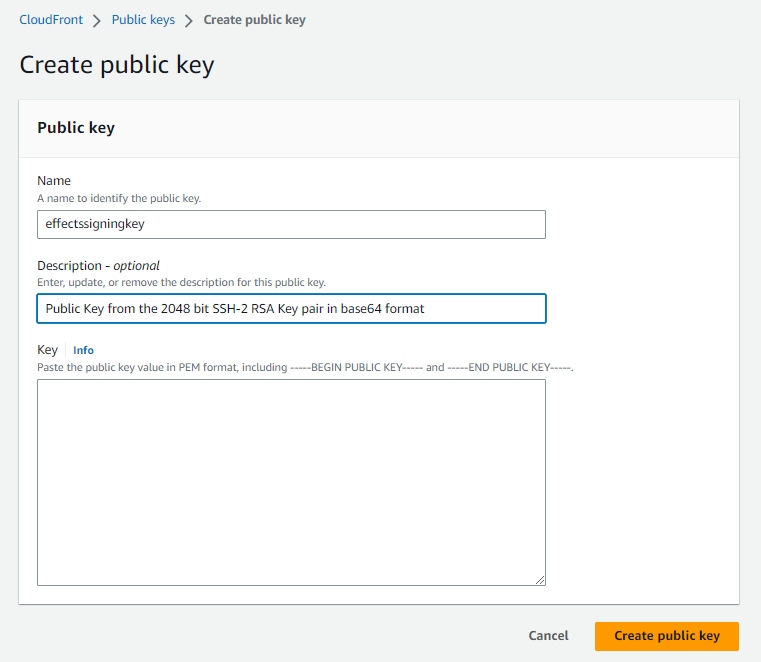 CloudFront > Public keys > Create public key
Create public key
Public key
Name
A name to identify the public key.
effectssigningkey
Description - optional
Enter, update, or remove the description for this public key.
Public Key from the 2048 bit SSH-2 RSA Key pair in base64 format
Key Info
Paste the public key value in PEM format, including -----BEGIN PUBLIC KEY----- and -----END PUBLIC KEY-----.
Cancel Create public key